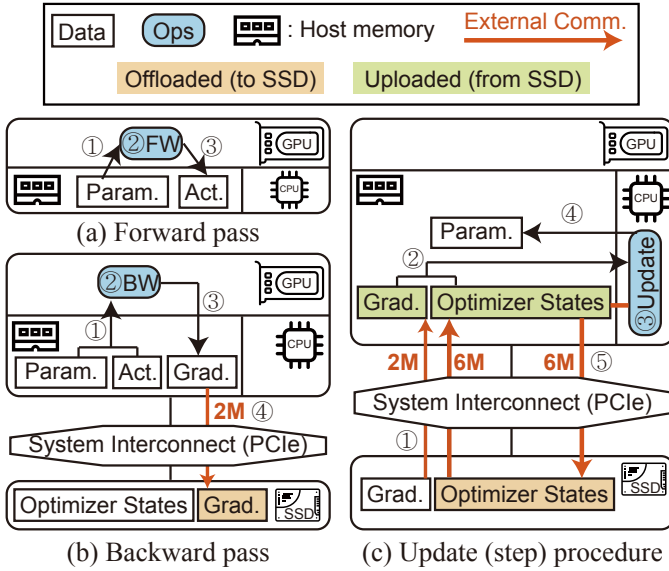 Data
Ops
: Host memory
External Comm.
Offloaded (to SSD)
Uploaded (from SSD)
① ②FW ③
GPU
Param. Act.
CPU
(a) Forward pass
②BW ③
GPU
①
CPU
Param. Act. Grad.
2M ④
System Interconnect (PCIe)
Optimizer States Grad.
SSD
(b) Backward pass
GPU
CPU
Param. ④
②
③Update
Grad. Optimizer States
2M 6M 6M ⑤
System Interconnect (PCIe)
①
Grad. Optimizer States
SSD
(c) Update (step) procedure